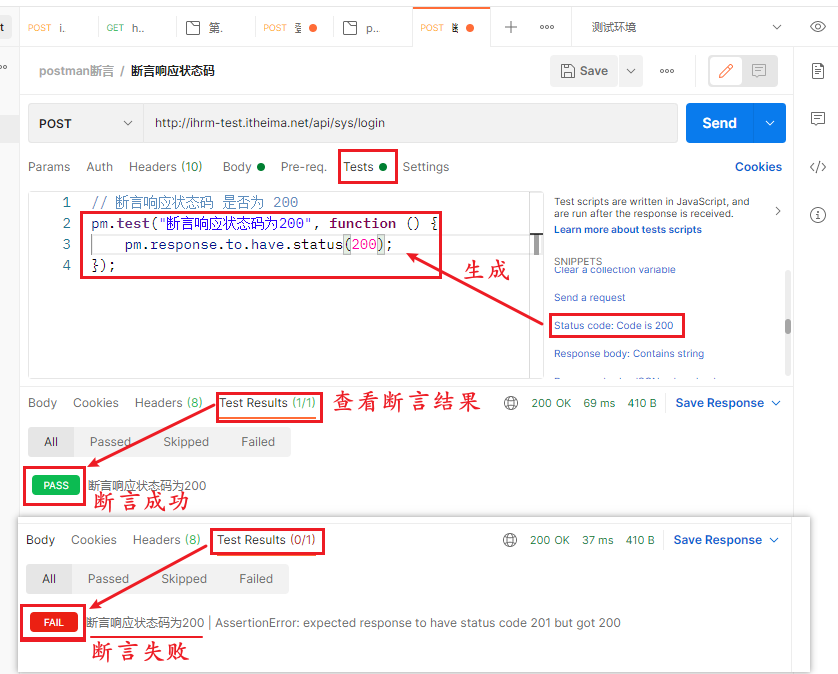 t POST i. GET h.. 第. POST 登 p... POST 断 测试环境
postman断言 / 断言响应状态码 Save
POST http://ihrm-test.itheima.net/api/sys/login Send
Params Auth Headers (10) Body Pre-req. Tests Settings Cookies
1 // 断言响应状态码 是否为 200
2 pm.test("断言响应状态码为200", function () {
3 pm.response.to.have.status(200);
4 });
Test scripts are written in JavaScript, and
are run after the response is received.
Learn more about tests scripts
SNIPPETS
Clear a collection variable
Send a request
Status code: Code is 200
Response body: Contains string
生成
Body Cookies Headers (8) Test Results (1/1) 查看断言结果 200 OK 69 ms 410 B Save Response
All Passed Skipped Failed
PASS 断言响应状态码为200
断言成功
Body Cookies Headers (8) Test Results (0/1) 200 OK 37 ms 410 B Save Response
All Passed Skipped Failed
FAIL 断言响应状态码为200 | AssertionError: expected response to have status code 201 but got 200
断言失败